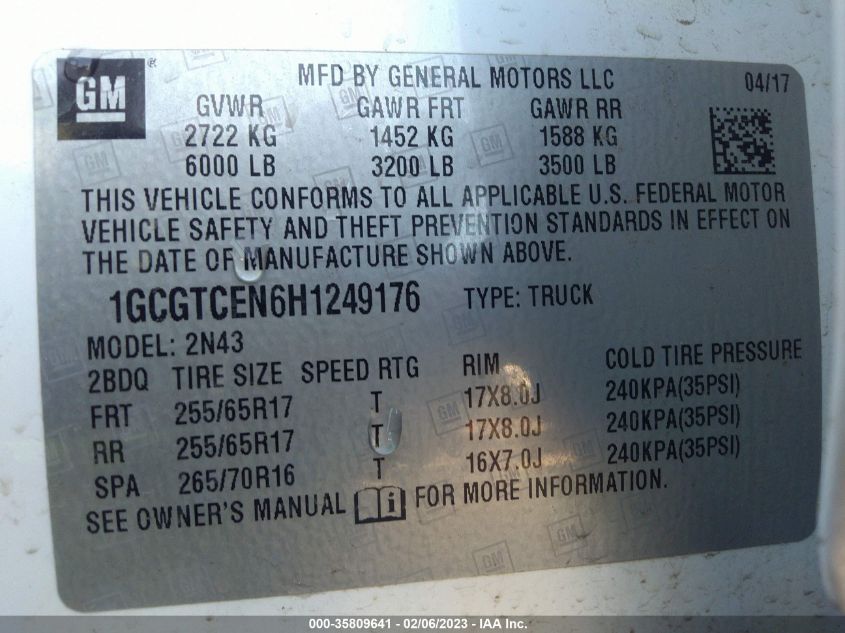 GM ® MFD BY GENERAL MOTORS LLC 04/17
GVWR GAWR FRT GAWR RR
2722 KG 1452 KG 1588 KG
6000 LB 3200 LB 3500 LB
THIS VEHICLE CONFORMS TO ALL APPLICABLE U.S. FEDERAL MOTOR
VEHICLE SAFETY AND THEFT PREVENTION STANDARDS IN EFFECT ON
THE DATE OF MANUFACTURE SHOWN ABOVE.
1GCGTCEN6H1249176 TYPE: TRUCK
MODEL: 2N43
2BDQ TIRE SIZE SPEED RTG RIM COLD TIRE PRESSURE
FRT 255/65R17 T 17X8.0J 240KPA(35PSI)
RR 255/65R17 T 17X8.0J 240KPA(35PSI)
SPA 265/70R16 T 16X7.0J 240KPA(35PSI)
SEE OWNER'S MANUAL i FOR MORE INFORMATION.
000-35809641 - 02/06/2023 - IAA Inc.